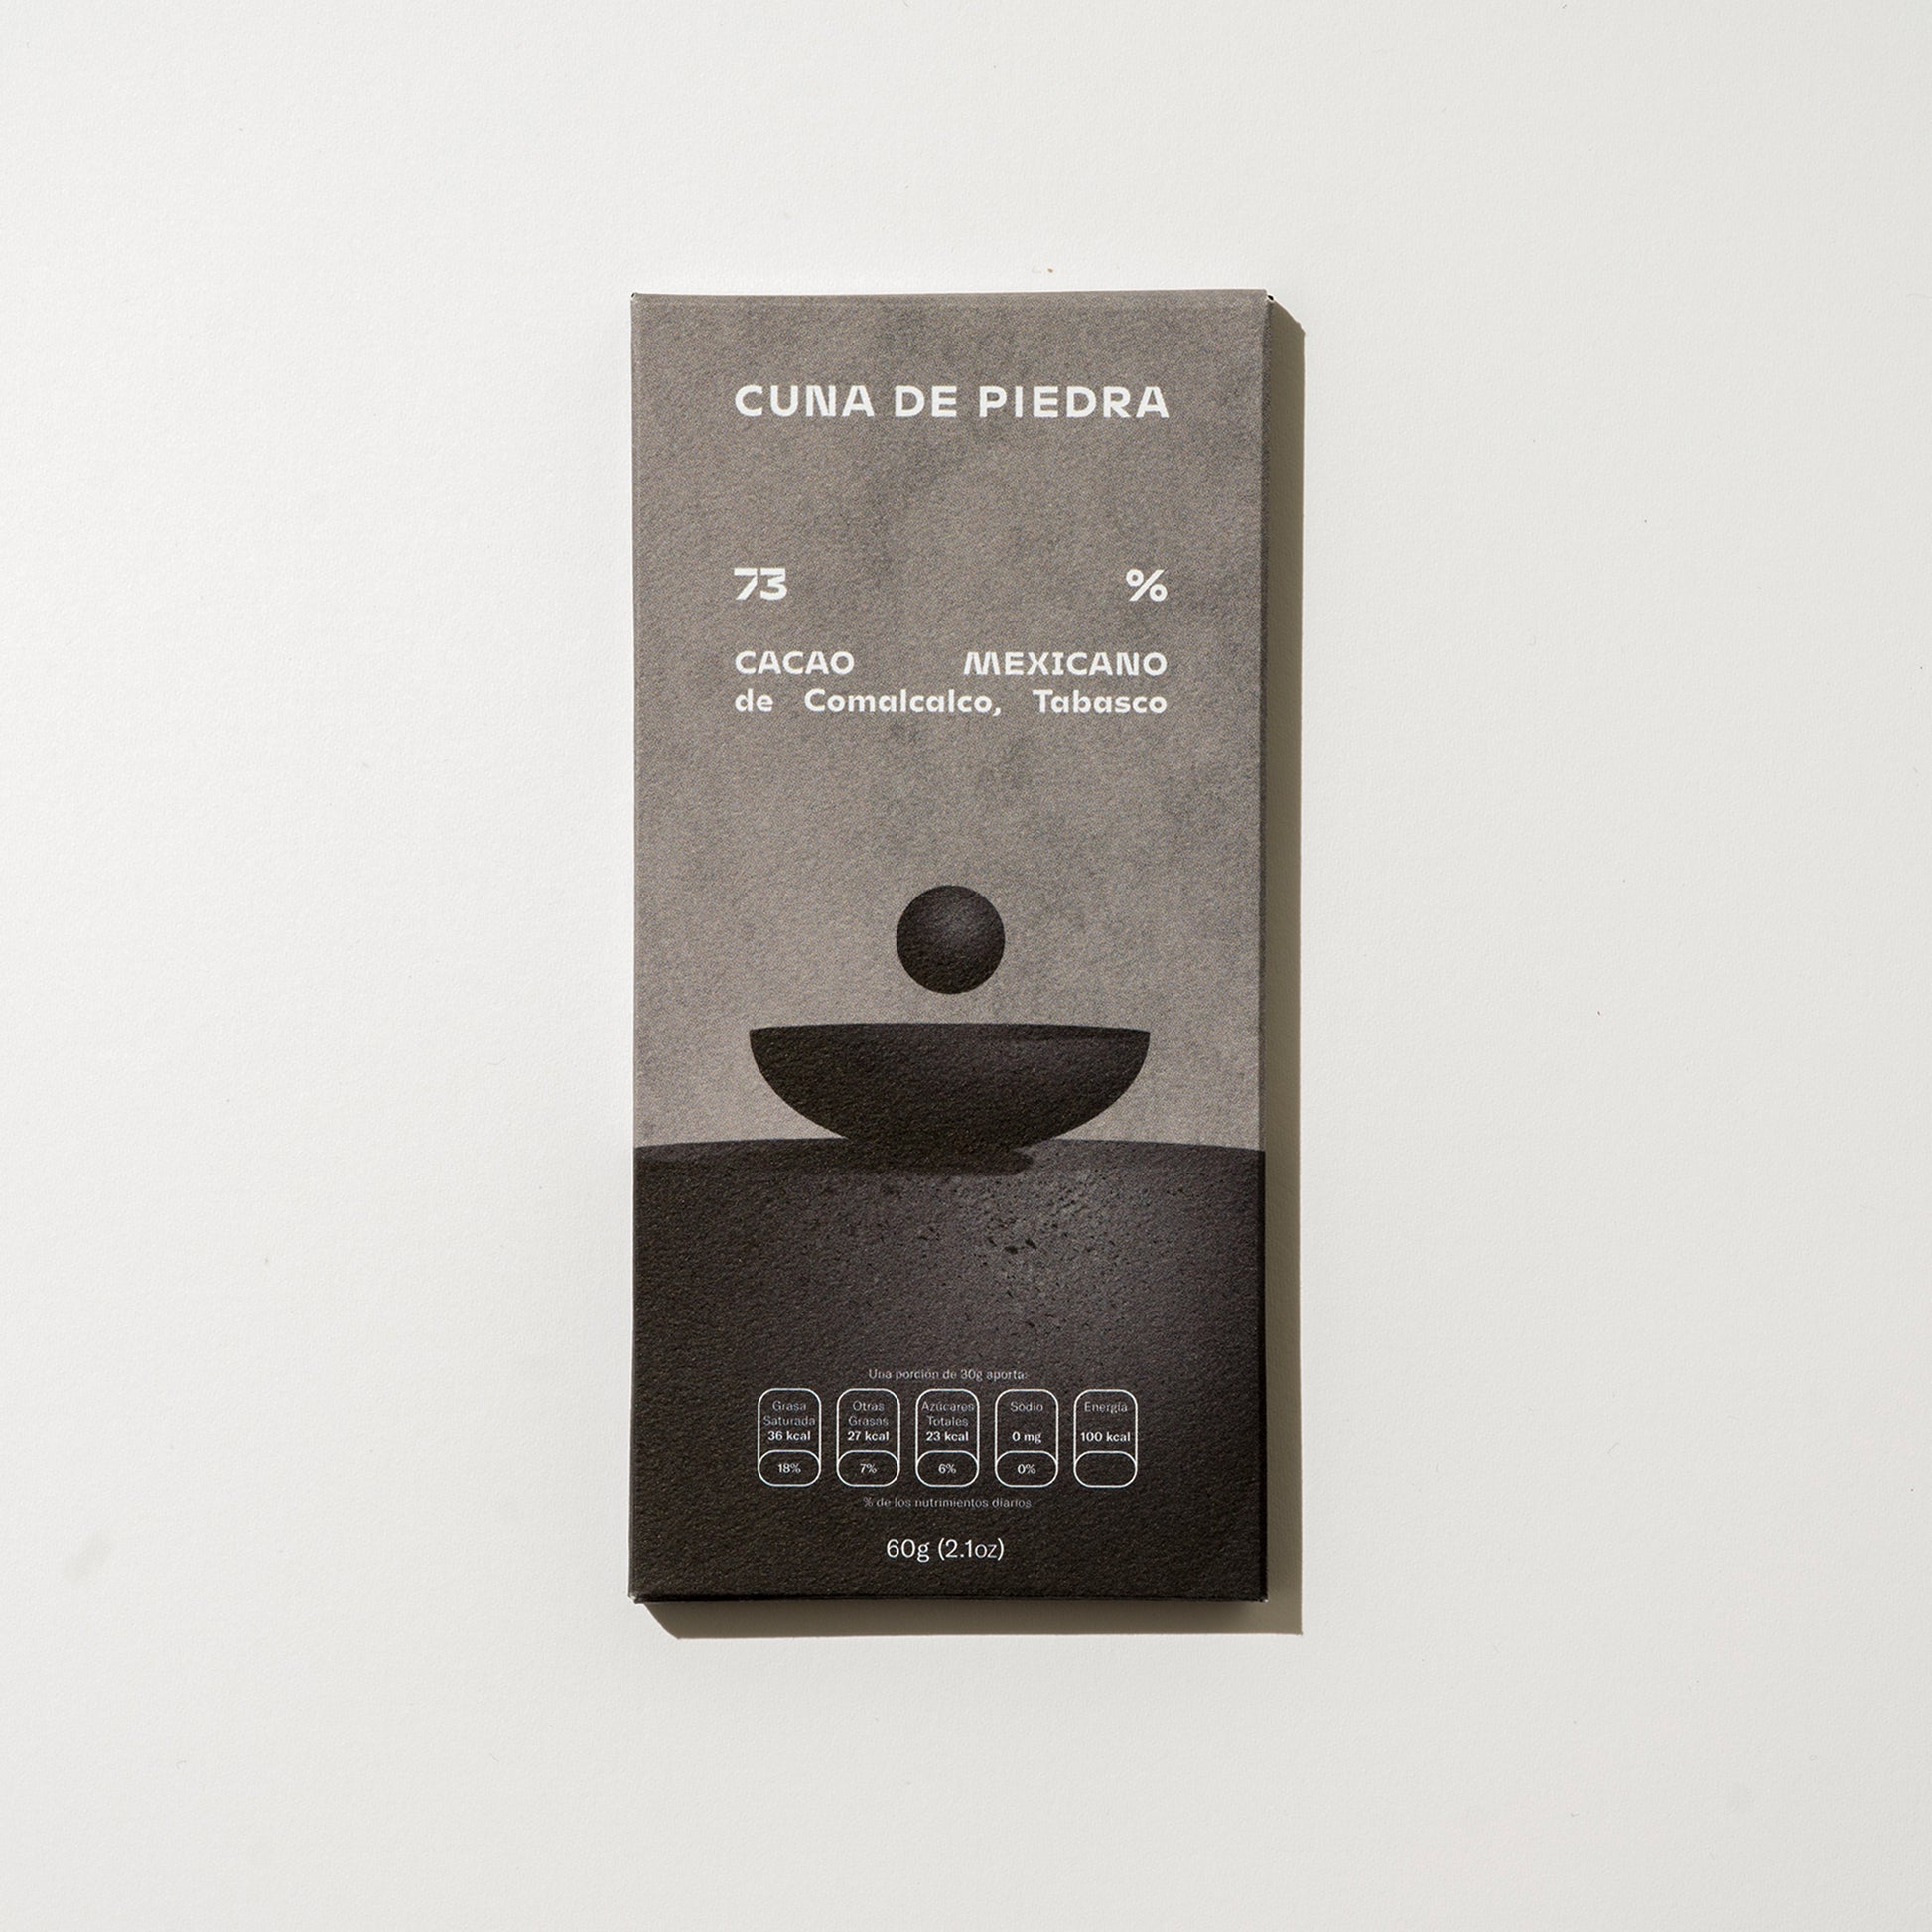 CUNA DE PIEDRA
73 %
CACAO MEXICANO
de Comalcalco, Tabasco
Una porción de 30g aporta:
Grasa Saturada 36 kcal 18%
Otras Grasas 27 kcal 7%
Azúcares Totales 23 kcal 6%
Sodio 0 mg 0%
Energía 100 kcal
% de los nutrimientos diarios
60g (2.1oz)